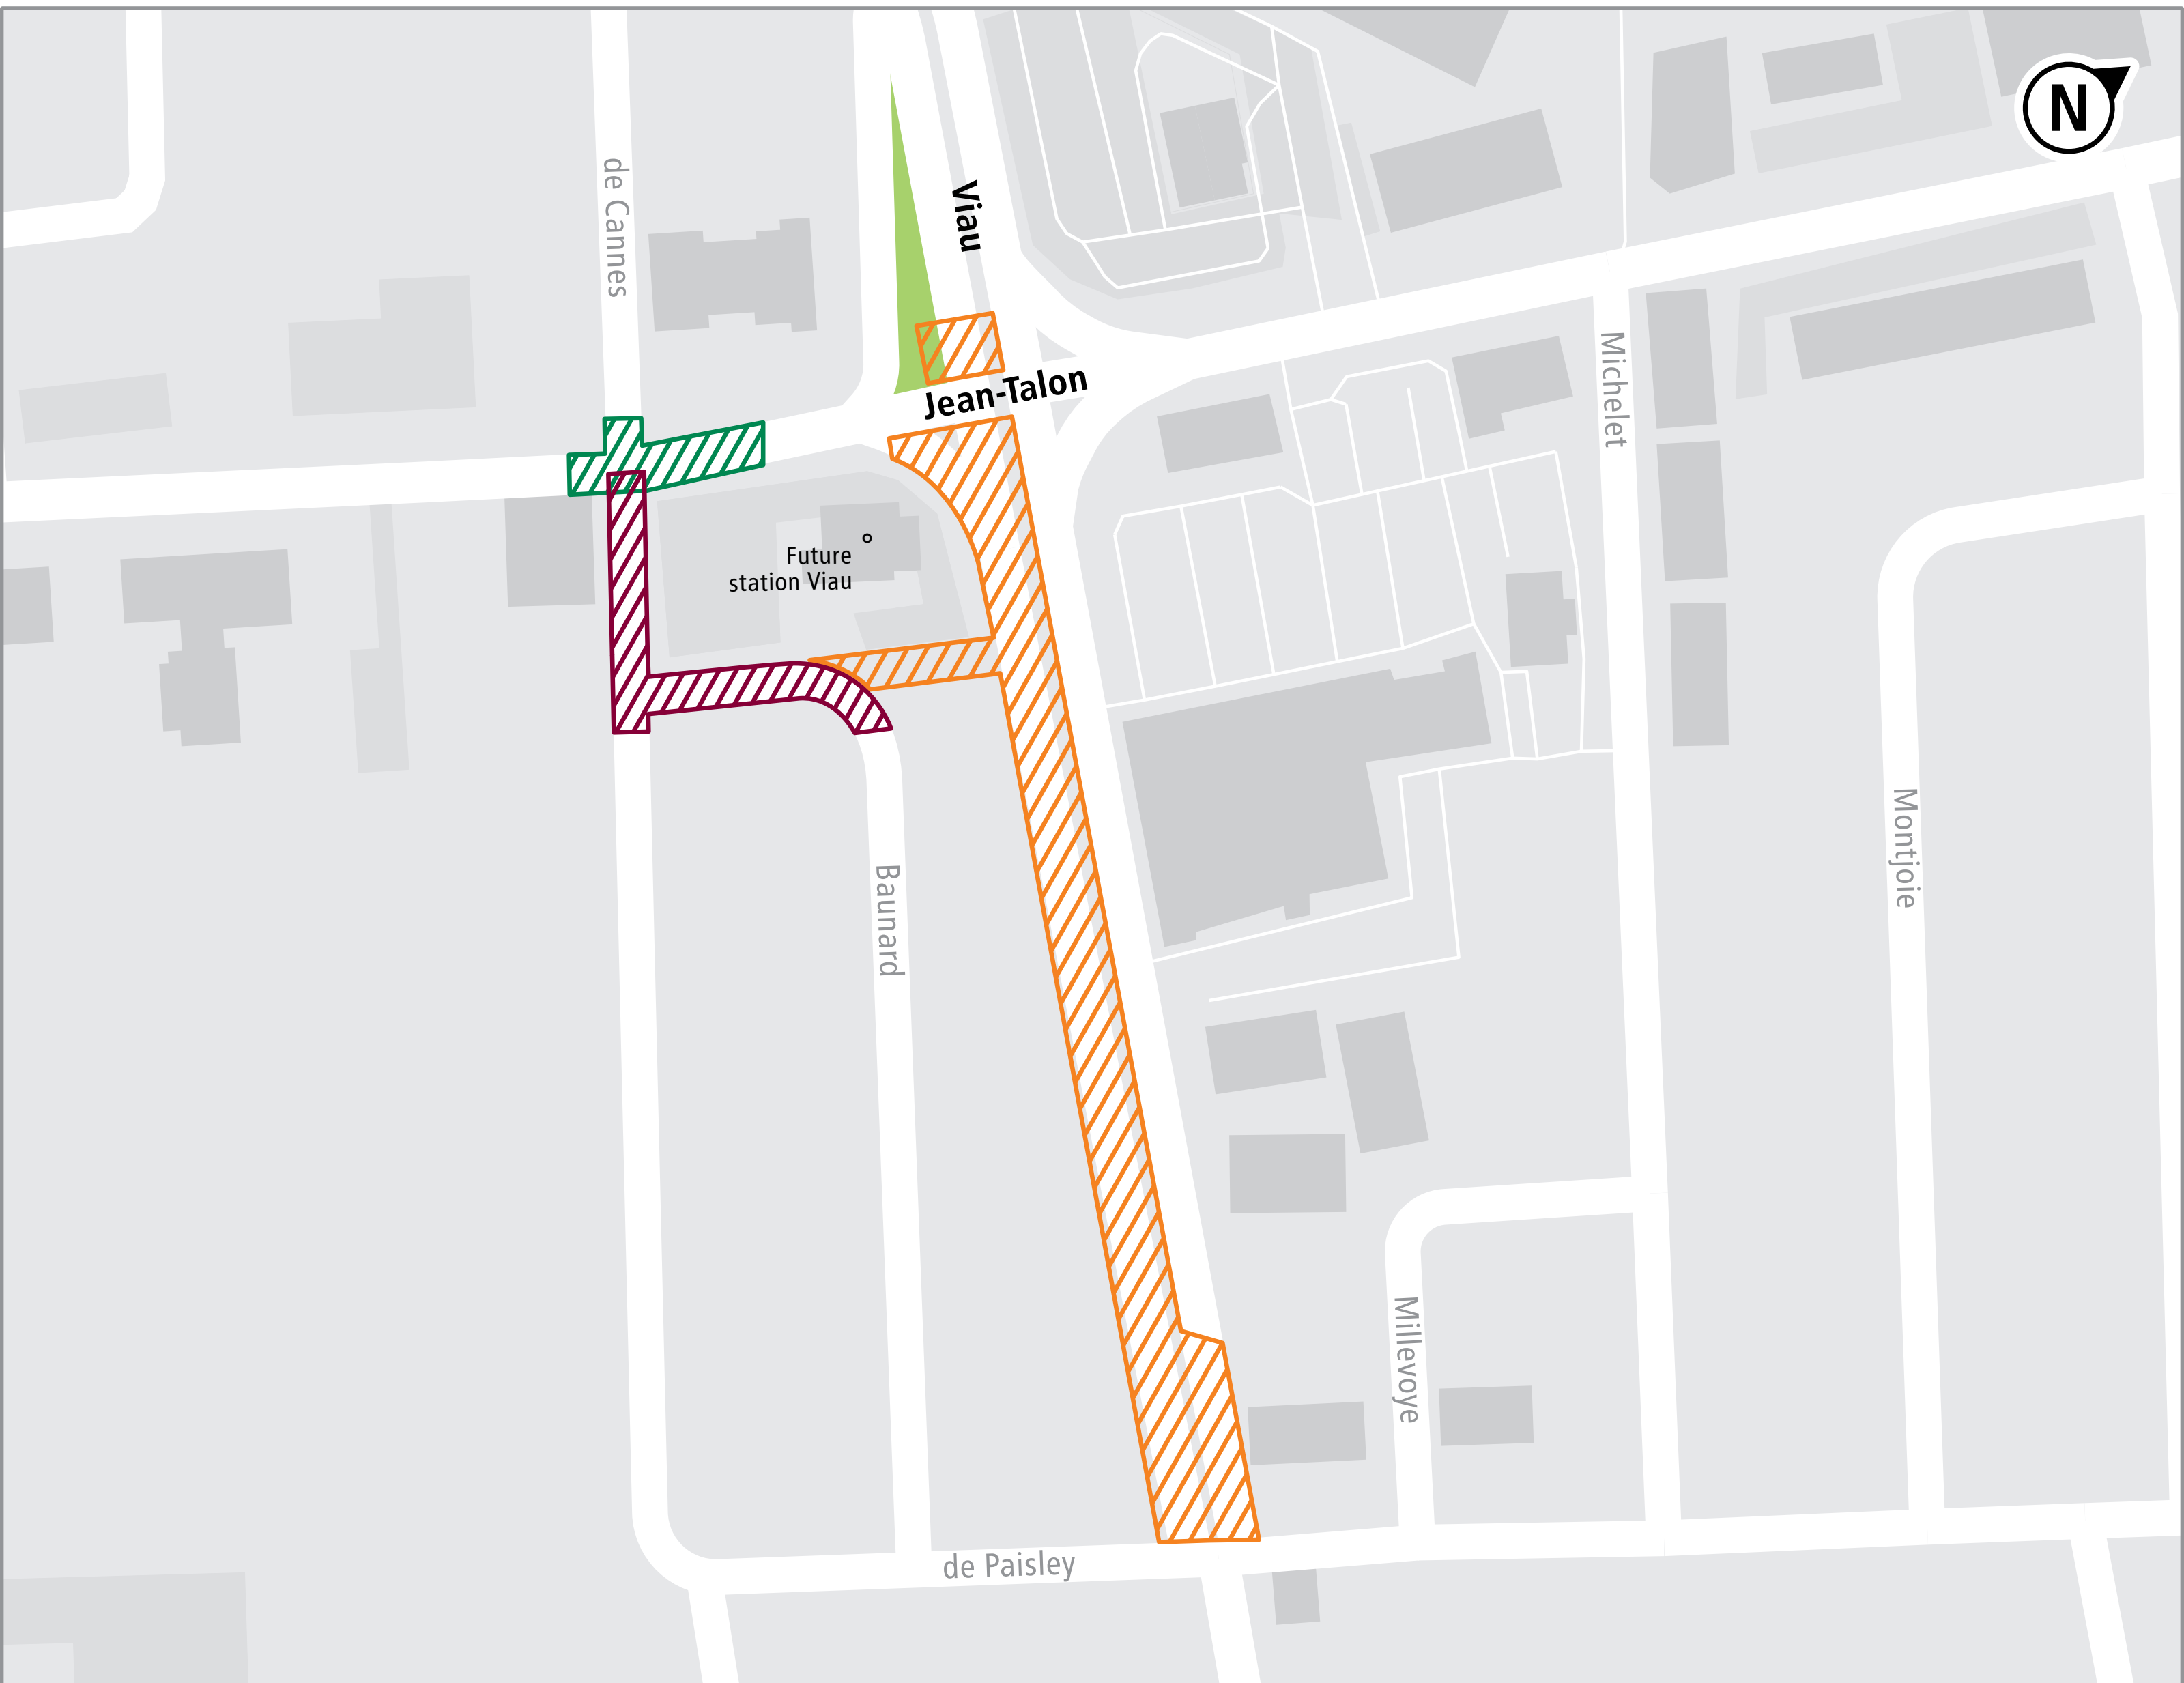 N
de Cannes
Viau
Jean-Talon
Michelet
Future
station Viau
Montjoie
Baunard
Millevoye
de Paisley